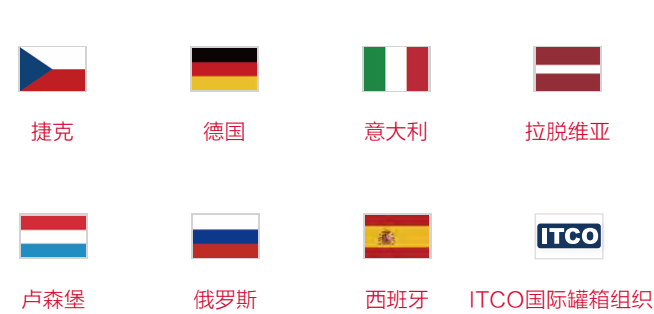 捷克
德国
意大利
拉脱维亚
ITCO
卢森堡
俄罗斯
西班牙
ITCO国际罐箱组织